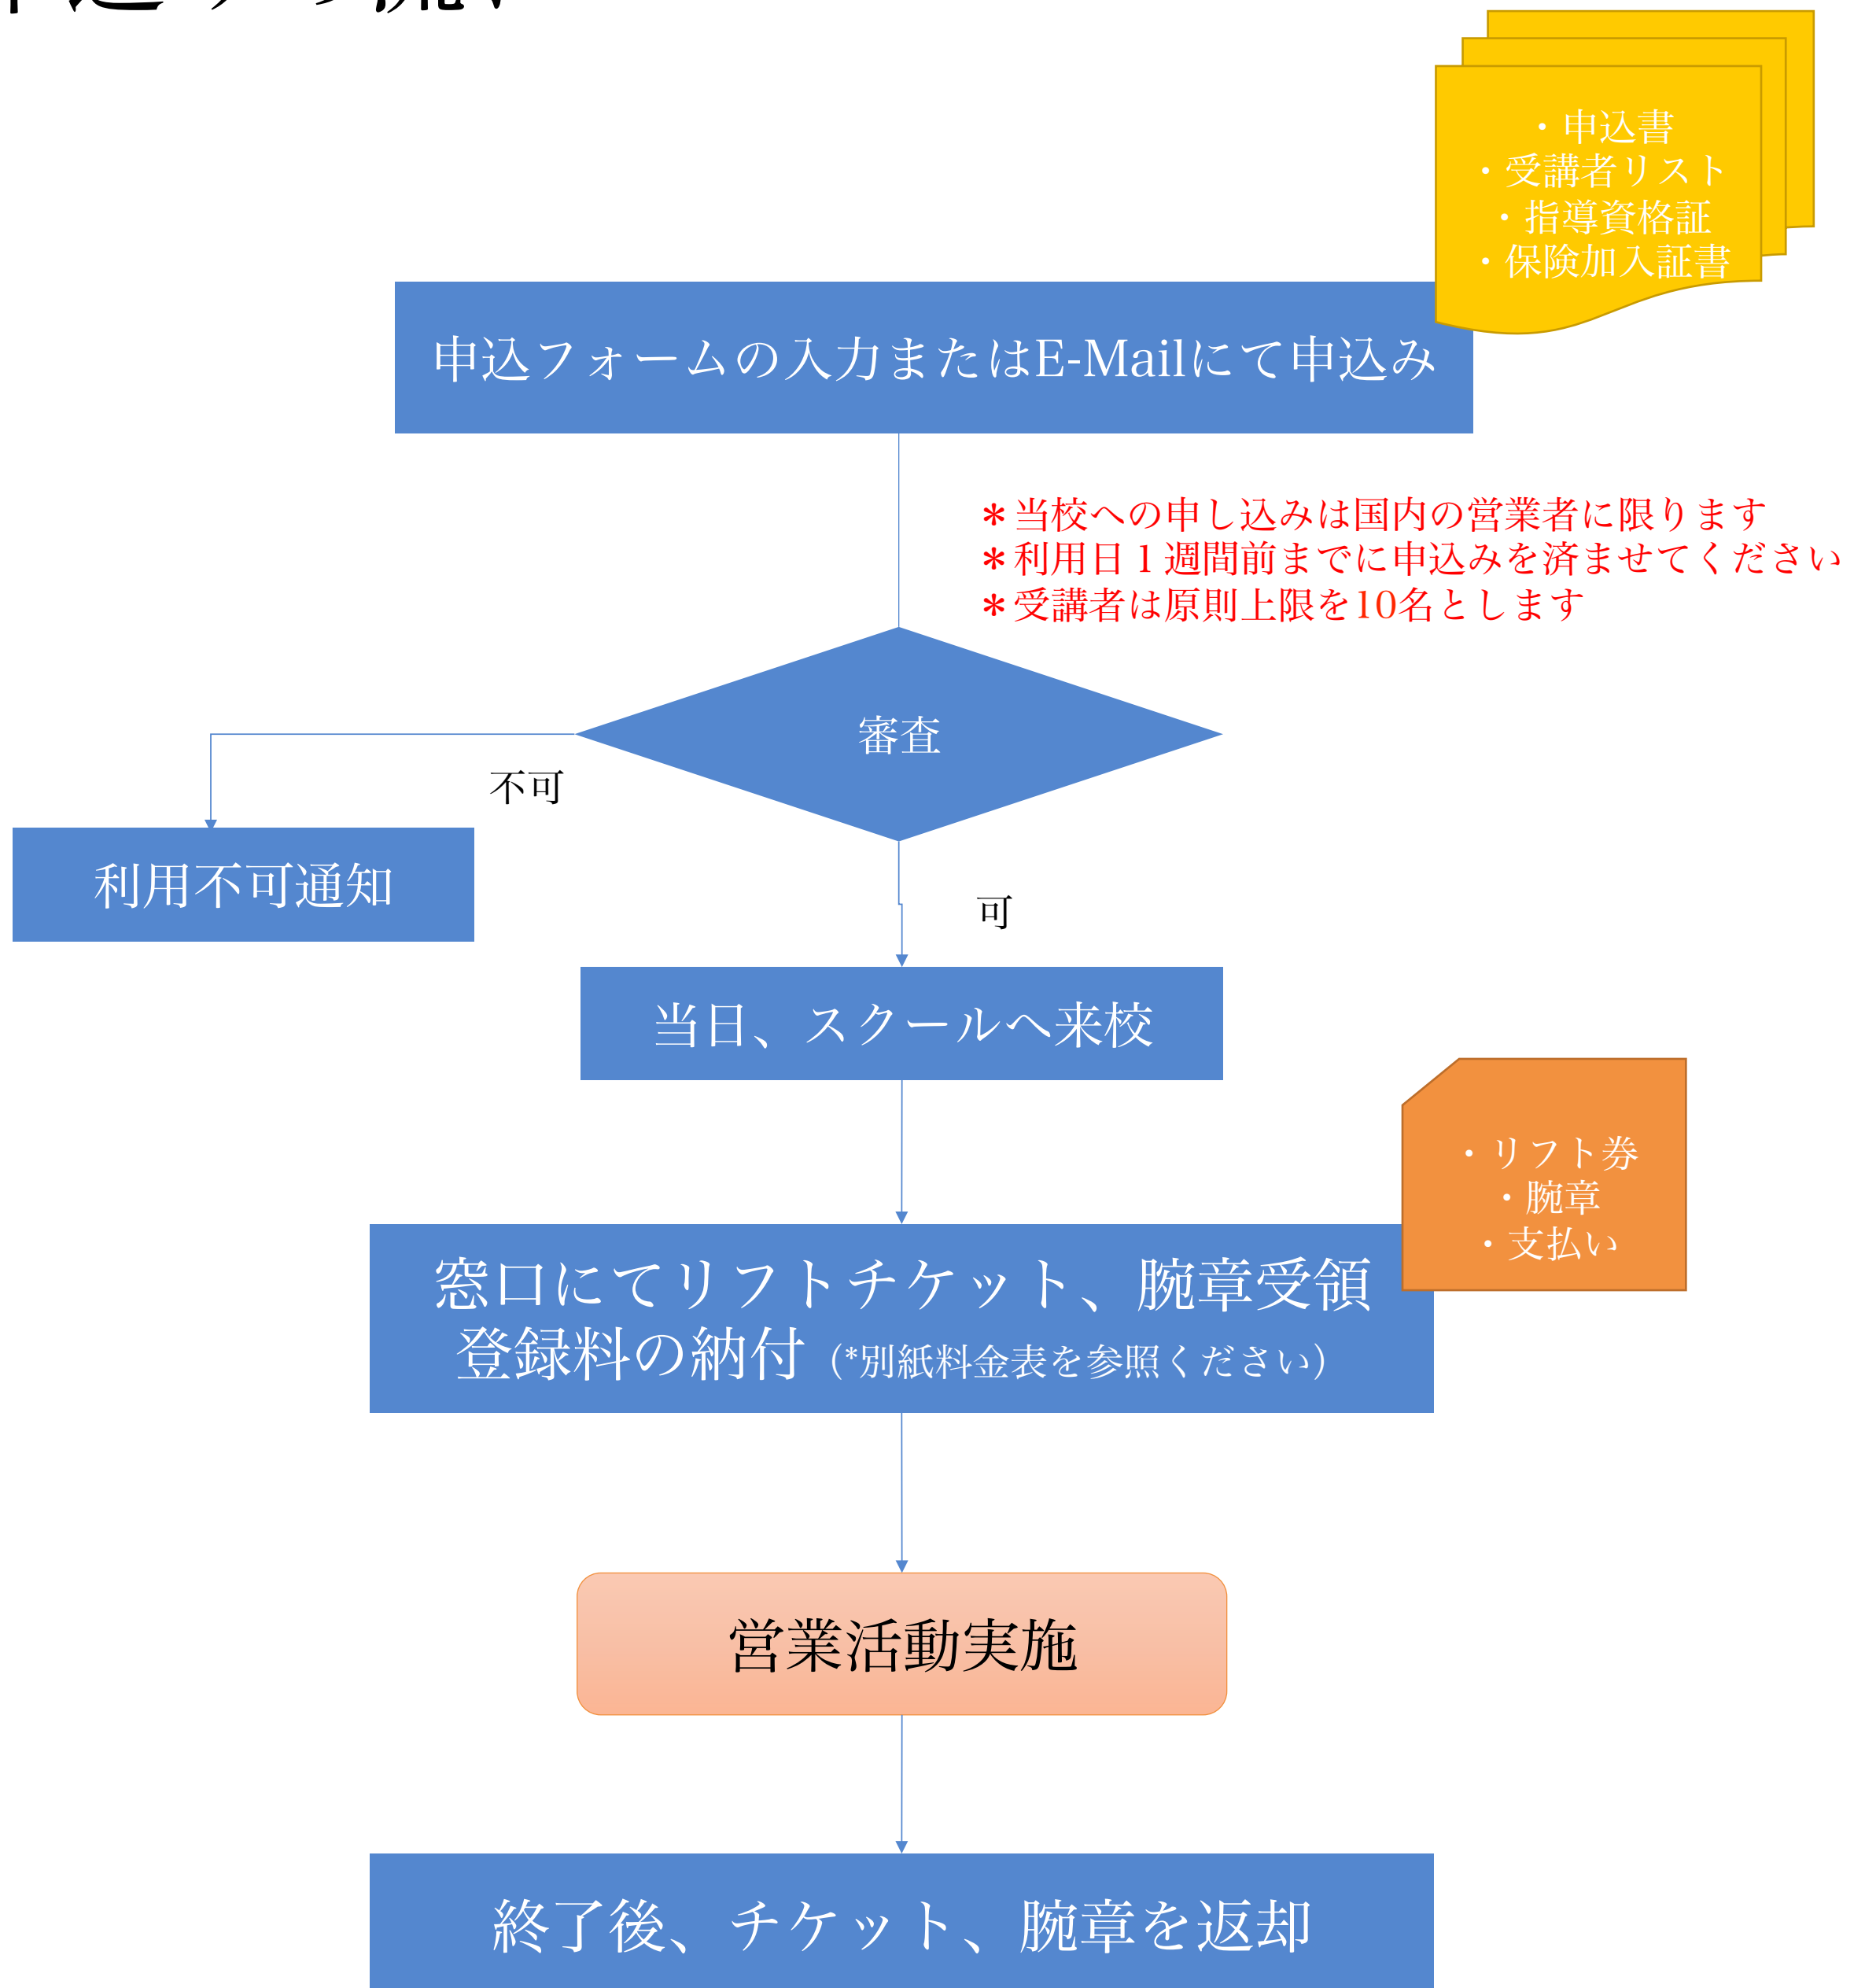 ・申込書
・受講者リスト
・指導資格証
・保険加入証書
申込フォームの入力またはE-Mailにて申込み
＊当校への申し込みは国内の営業者に限ります
＊利用日１週間前までに申込みを済ませてください
＊受講者は原則上限を10名とします
審査
不可
利用不可通知
可
当日、スクールへ来校
・リフト券
・腕章
・支払い
窓口にてリフトチケット、腕章受領
登録料の納付（*別紙料金表を参照ください）
営業活動実施
終了後、チケット、腕章を返却